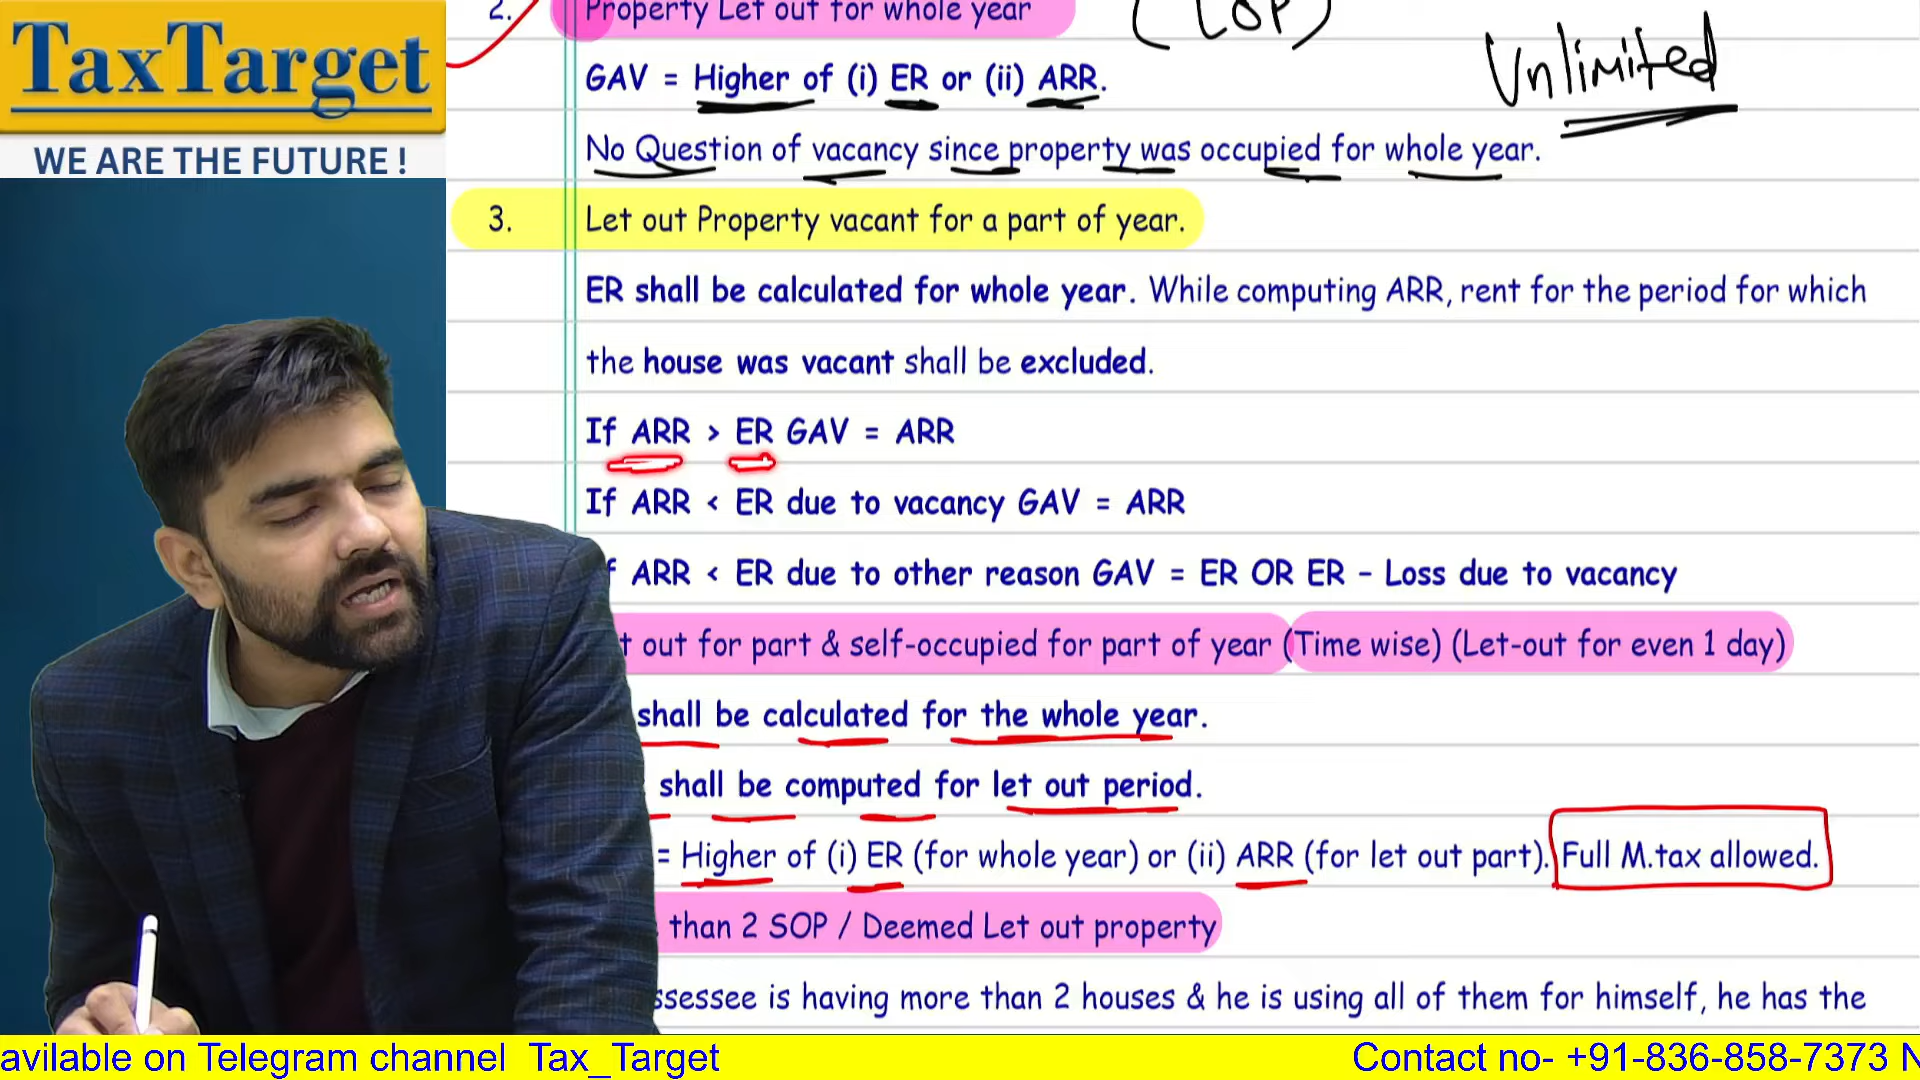 TaxTarget
WE ARE THE FUTURE !
2. Property Let out for whole year
(LOP)
Unlimited
GAV = Higher of (i) ER or (ii) ARR.
No Question of vacancy since property was occupied for whole year.
3. Let out Property vacant for a part of year.
ER shall be calculated for whole year. While computing ARR, rent for the period for which
the house was vacant shall be excluded.
If ARR > ER GAV = ARR
If ARR < ER due to vacancy GAV = ARR
ARR < ER due to other reason GAV = ER OR ER - Loss due to vacancy
out for part & self-occupied for part of year (Time wise) (Let-out for even 1 day)
shall be calculated for the whole year.
shall be computed for let out period.
= Higher of (i) ER (for whole year) or (ii) ARR (for let out part). Full M.tax allowed.
than 2 SOP / Deemed Let out property
ssessee is having more than 2 houses & he is using all of them for himself, he has the
avilable on Telegram channel Tax_Target
Contact no- +91-836-858-7373 N